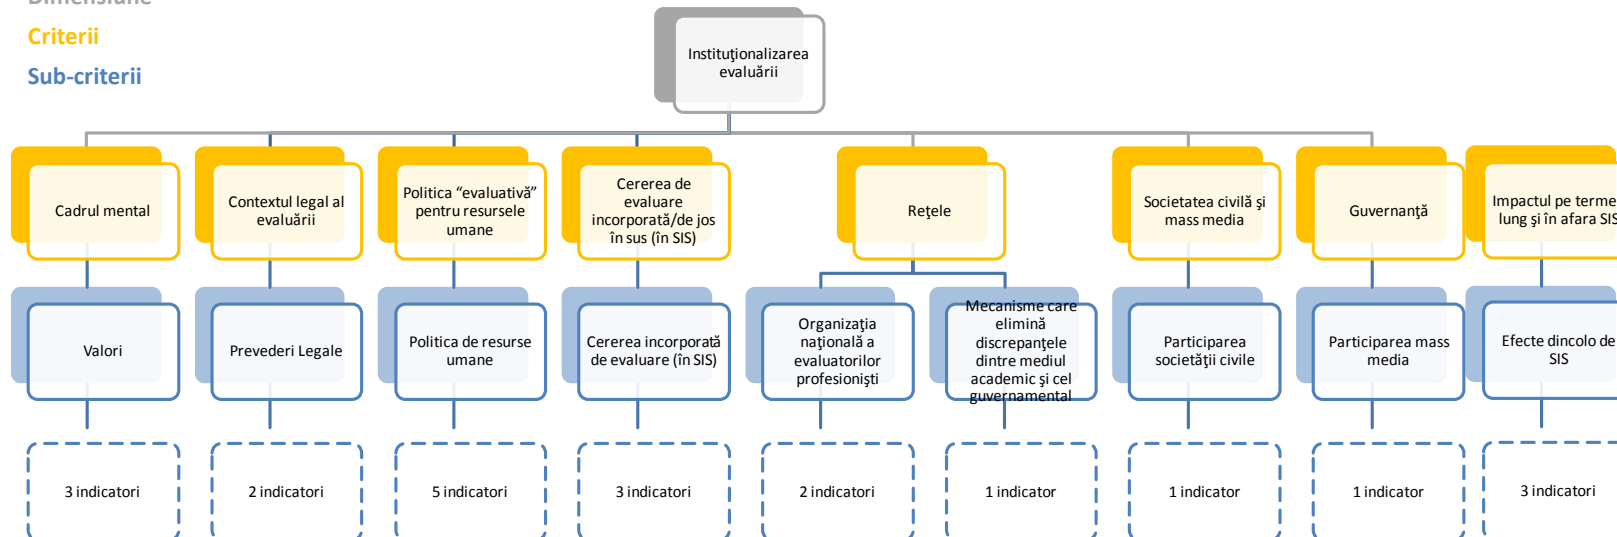 Dimensiune
Criterii
Sub-criterii
Instituţionalizarea
evaluării
Cadrul mental
Contextul legal al
evaluării
Politica “evaluativă”
pentru resursele
umane
Cererea de
evaluare
incorporată/de jos
în sus (în SIS)
Reţele
Societatea civilă şi
mass media
Guvernanţă
Impactul pe terme
lung şi în afara SIS
Valori
Prevederi Legale
Politica de resurse
umane
Cererea incorporată
de evaluare (în SIS)
Organizaţia
naţională a
evaluatorilor
profesionişti
Mecanisme care
elimină
discrepanţele
dintre mediul
academic şi cel
guvernamental
Participarea
societăţii civile
Participarea mass
media
Efecte dincolo de
SIS
3 indicatori
2 indicatori
5 indicatori
3 indicatori
2 indicatori
1 indicator
1 indicator
1 indicator
3 indicatori